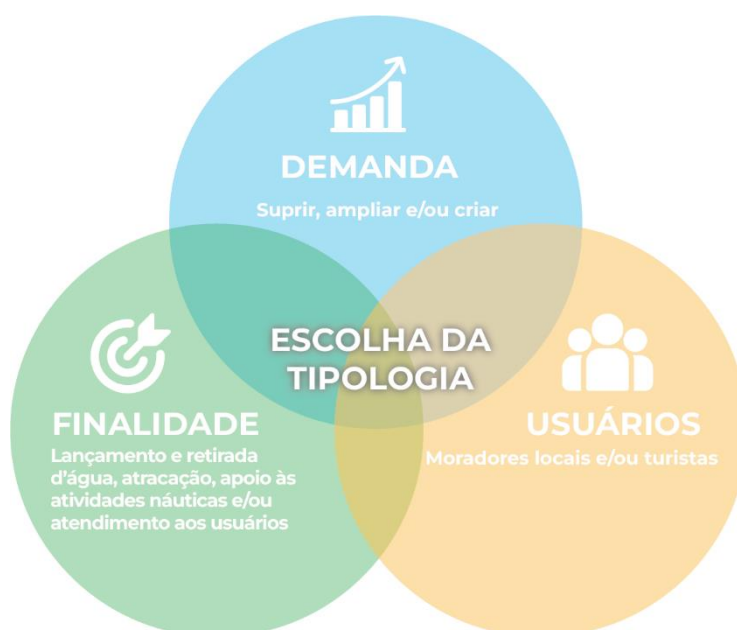 DEMANDA
Suprir, ampliar e/ou criar
ESCOLHA DA
TIPOLOGIA
FINALIDADE
Lançamento e retirada
d'água, atracação, apoio às
atividades náuticas e/ou
atendimento aos usuários
USUÁRIOS
Moradores locais e/ou turistas